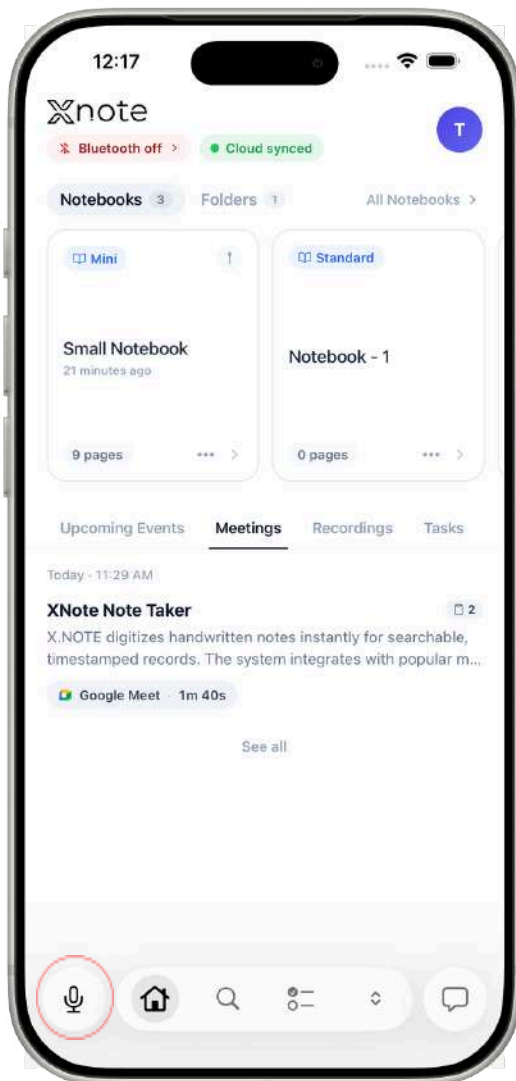 12:17
Xnote
T
Bluetooth off >
Cloud synced
Notebooks 3
Folders 1
All Notebooks >
Mini
Standard
Small Notebook
21 minutes ago
Notebook - 1
9 pages
... >
0 pages
... >
Upcoming Events
Meetings
Recordings
Tasks
Today - 11:29 AM
XNote Note Taker
2
X.NOTE digitizes handwritten notes instantly for searchable,
timestamped records. The system integrates with popular m...
Google Meet · 1m 40s
See all